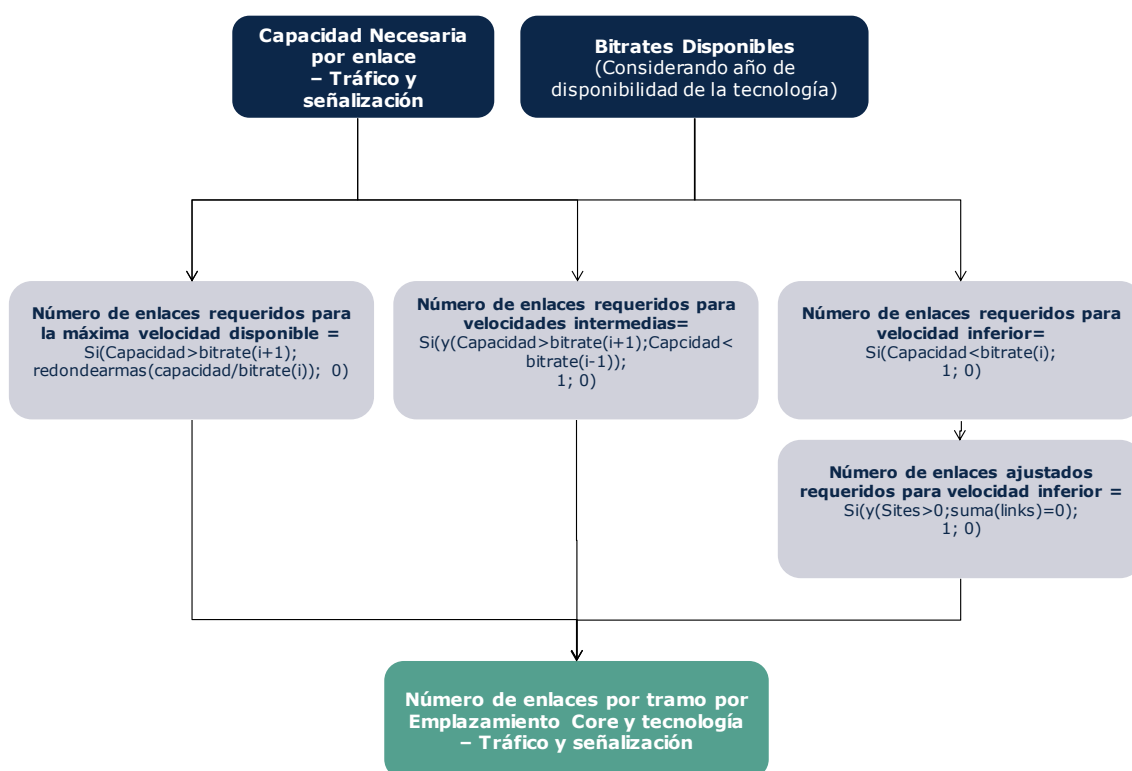 Capacidad Necesaria
por enlace
– Tráfico y
señalización
Bitrates Disponibles
(Considerando año de
disponibilidad de la tecnología)
Número de enlaces requeridos para
la máxima velocidad disponible =
Si(Capacidad>bitrate(i+1);
redondearmas(capacidad/bitrate(i)); 0)
Número de enlaces requeridos para
velocidades intermedias=
Si(y(Capacidad>bitrate(i+1);Capcidad<
bitrate(i-1));
1; 0)
Número de enlaces requeridos para
velocidad inferior=
Si(Capacidad<bitrate(i);
1; 0)
Número de enlaces ajustados
requeridos para velocidad inferior =
Si(y(Sites>0;suma(links)=0);
1; 0)
Número de enlaces por tramo por
Emplazamiento Core y tecnología
– Tráfico y señalización